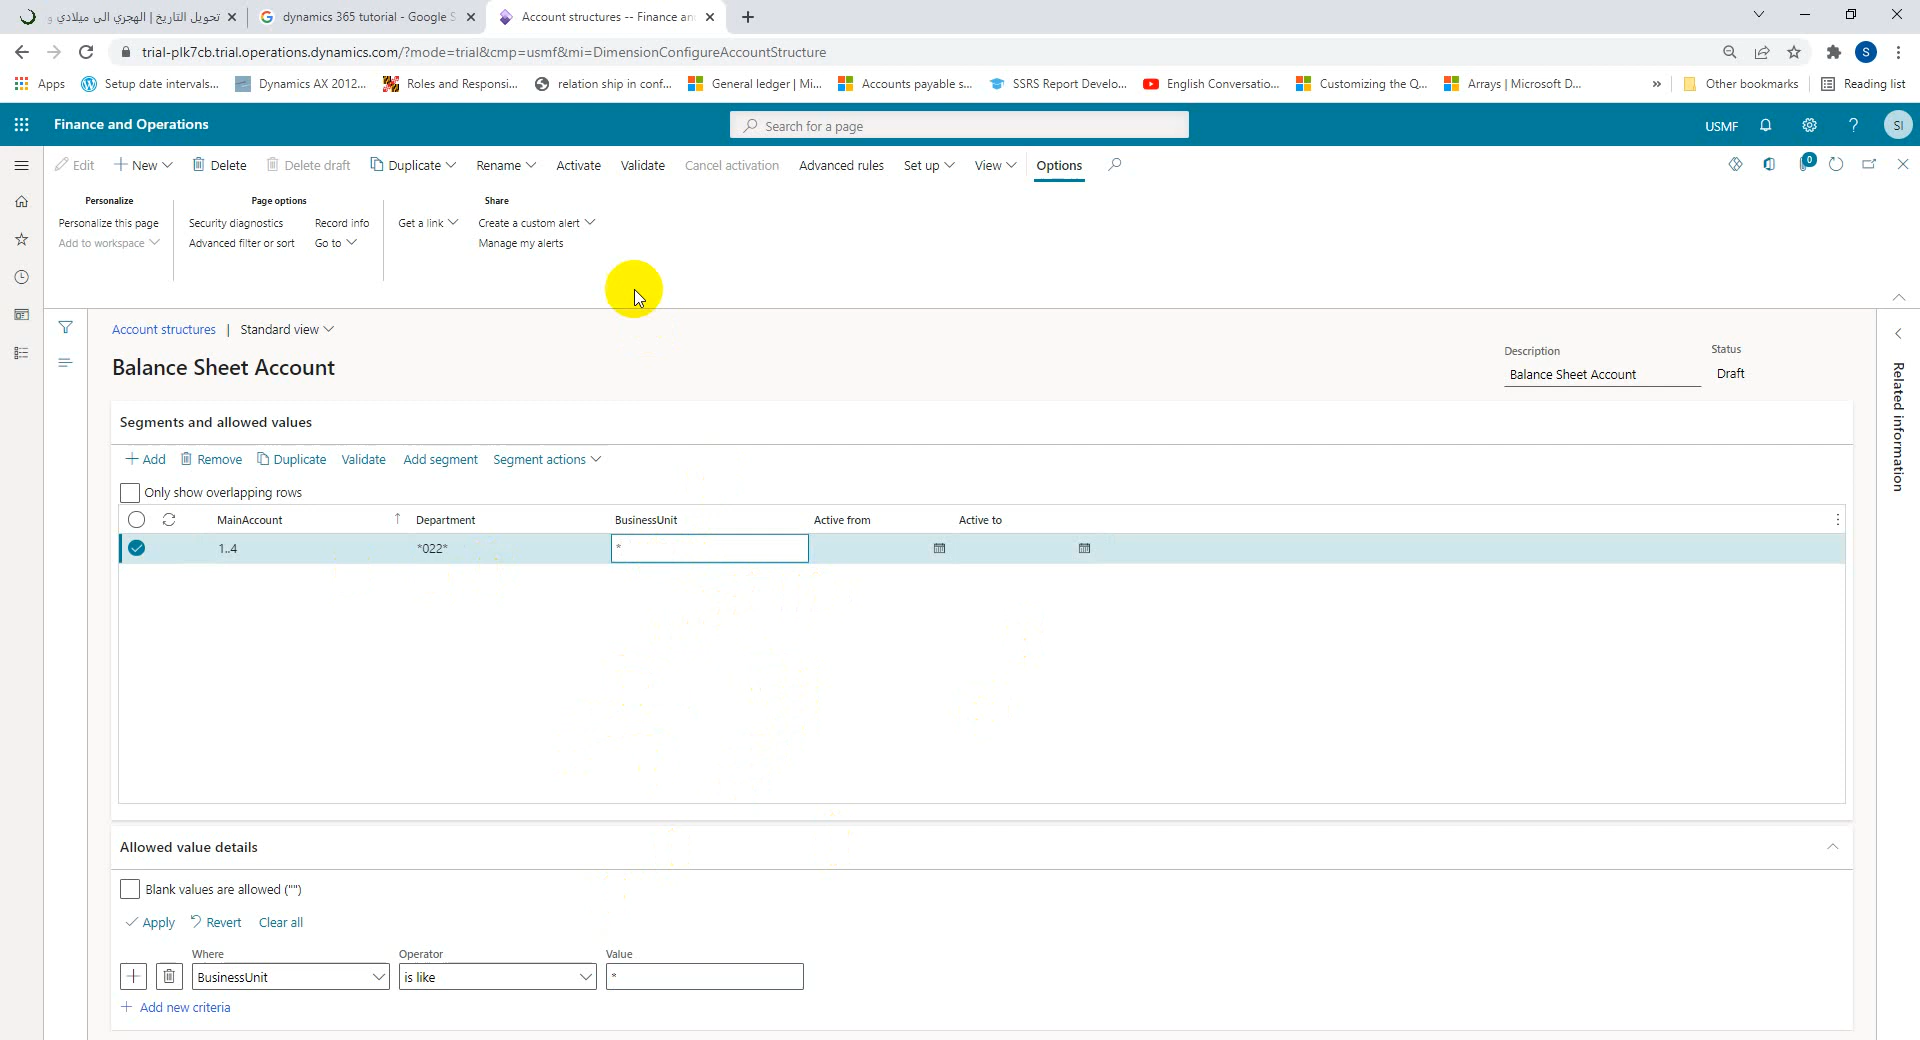 تحويل التاريخ | الهجري الى ميلادي و
dynamics 365 tutorial - Google S
Account structures -- Finance an
trial-plk7cb.trial.operations.dynamics.com/?mode=trial&cmp=usmf&mi=DimensionConfigureAccountStructure
S
Apps
Setup date intervals...
Dynamics AX 2012...
Roles and Responsi...
relation ship in conf...
General ledger | Mi...
Accounts payable s...
SSRS Report Develo...
English Conversatio...
Customizing the Q...
Arrays | Microsoft D...
»
Other bookmarks
Reading list
Finance and Operations
Search for a page
USMF
?
SI
Edit
New
Delete
Delete draft
Duplicate
Rename
Activate
Validate
Cancel activation
Advanced rules
Set up
View
Options
0
Personalize
Page options
Share
Personalize this page
Security diagnostics
Record info
Get a link
Create a custom alert
Add to workspace
Advanced filter or sort
Go to
Manage my alerts
Account structures | Standard view
Balance Sheet Account
Description
Balance Sheet Account
Status
Draft
Related information
Segments and allowed values
Add
Remove
Duplicate
Validate
Add segment
Segment actions
Only show overlapping rows
MainAccount
Department
BusinessUnit
Active from
Active to
1..4
*022*
*
Allowed value details
Blank values are allowed ("")
Apply
Revert
Clear all
Where
Operator
Value
BusinessUnit
is like
*
Add new criteria